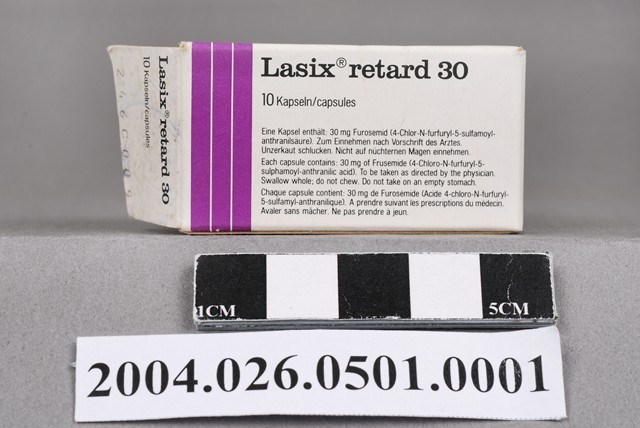 Lasix® retard 30
10 Kapseln/capsules
Eine Kapsel enthält: 30 mg Furosemid (4-Chlor-N-furfuryl-5-sulfamoyl-
anthranilsäure). Zum Einnehmen nach Vorschrift des Arztes.
Unzerkaut schlucken. Nicht auf nüchternen Magen einnehmen.
Each capsule contains: 30 mg of Frusemide (4-Chloro-N-furfuryl-
5-sulphamoyl-anthranilic acid). To be taken as directed by the physician.
Swallow whole; do not chew. Do not take on an empty stomach.
Chaque capsule contient: 30 mg de Furosemide (Acide 4-chloro-N-furfuryl-
5-sulfamyl-anthranilique). A prendre suivant les prescriptions du médecin.
Avaler sans mâcher. Ne pas prendre à jeun.
Lasix® retard 30
10 Kapseln/capsules
1CM
5CM
2004.026.0501.0001